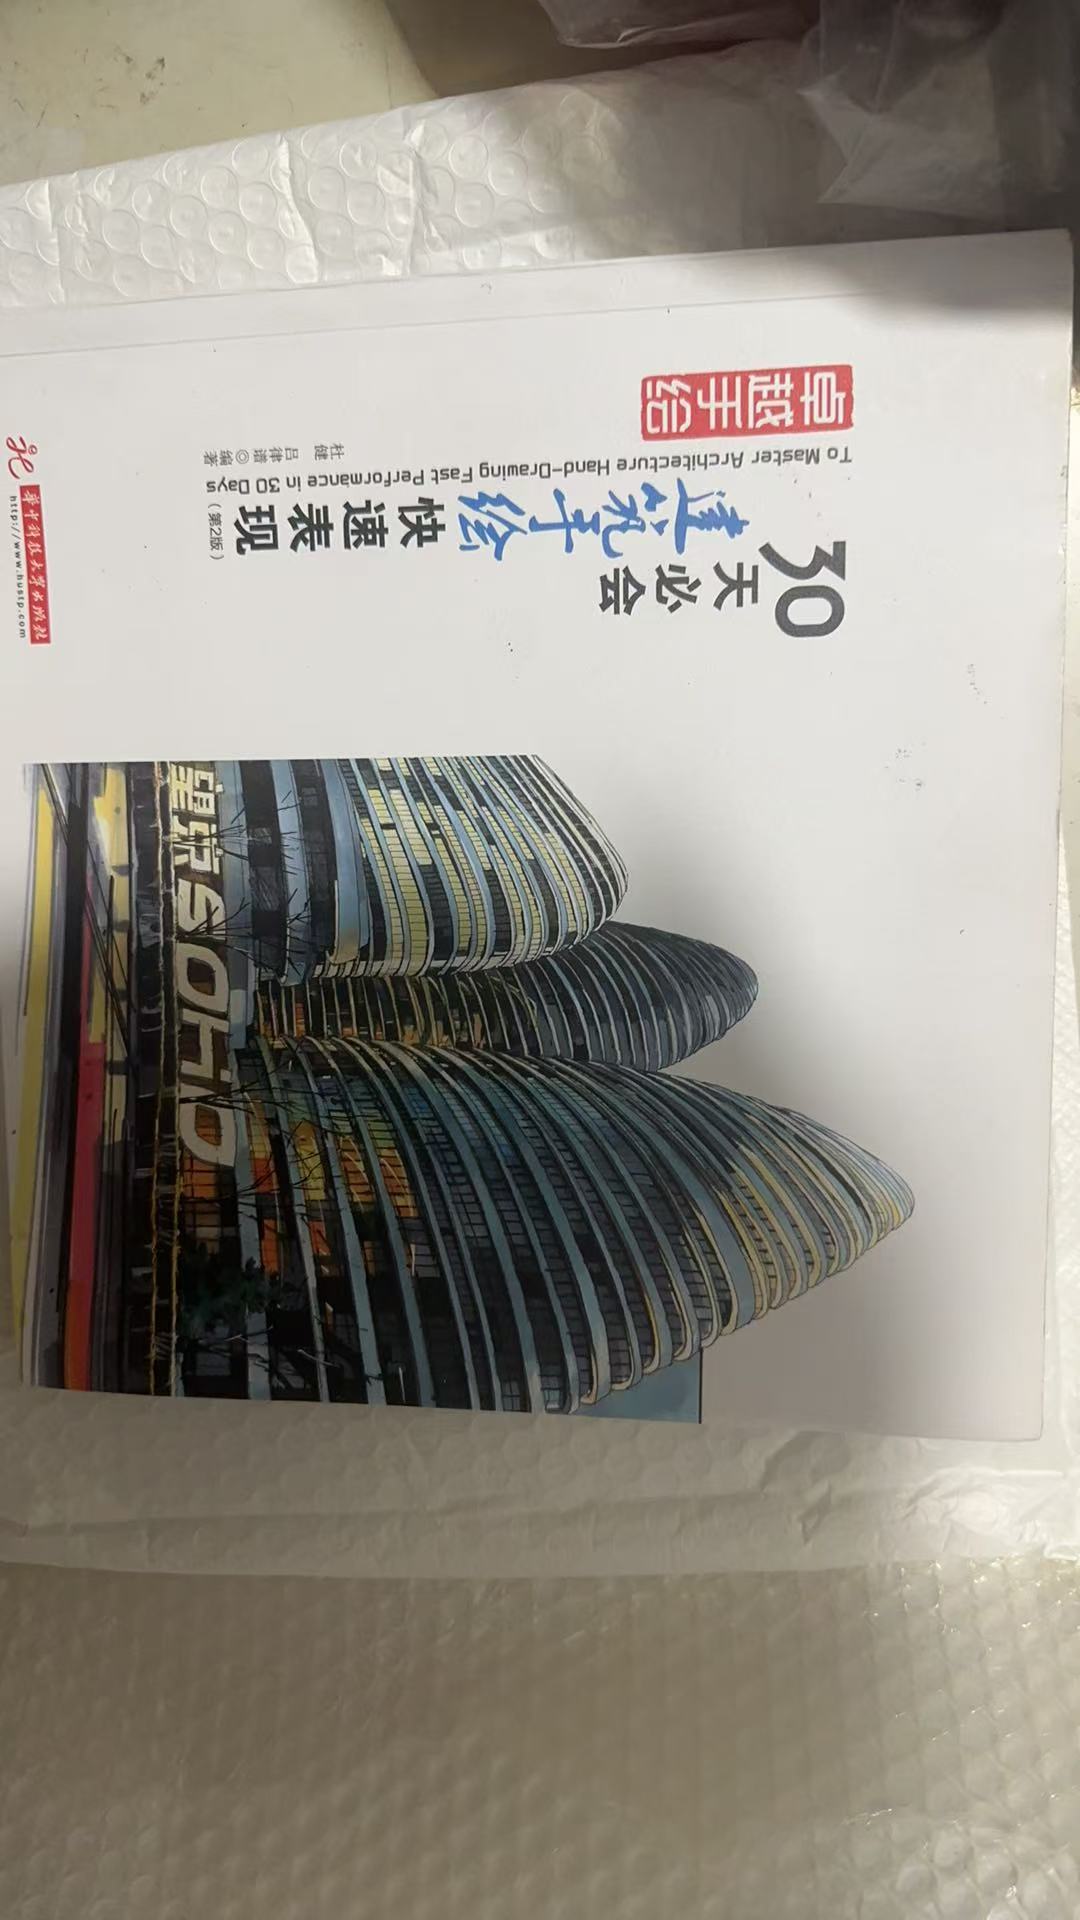 卓越手绘
To Master Architecture Hand-Drawing Fast Performance in 30 Days
30天必会
建筑手绘快速表现
(第2版)
杜 健 吕律谱◎编著
望京SOHO
华中科技大学出版社
http://www.hustp.com